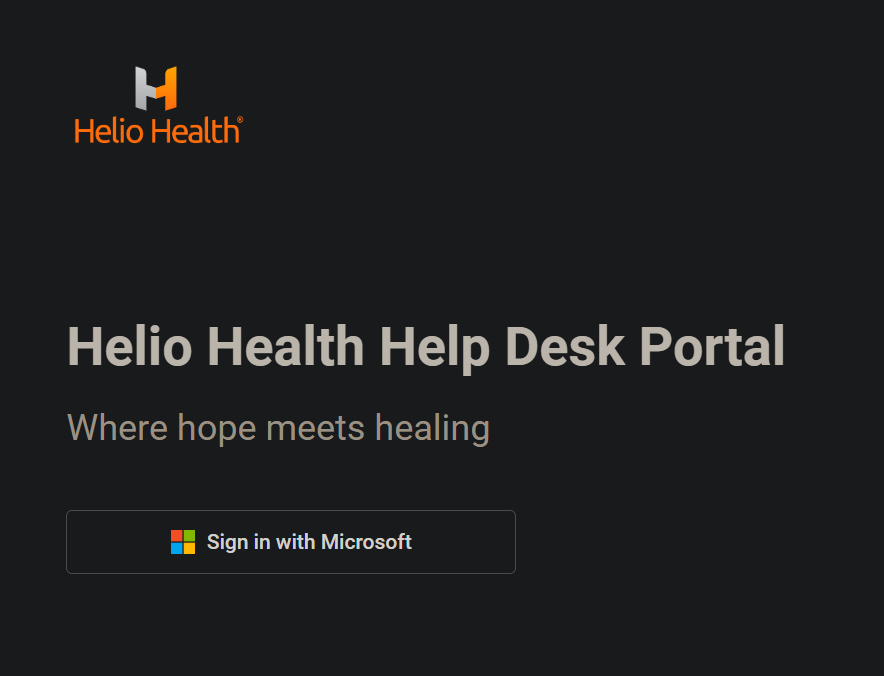 Helio Health®
Helio Health Help Desk Portal
Where hope meets healing
Sign in with Microsoft